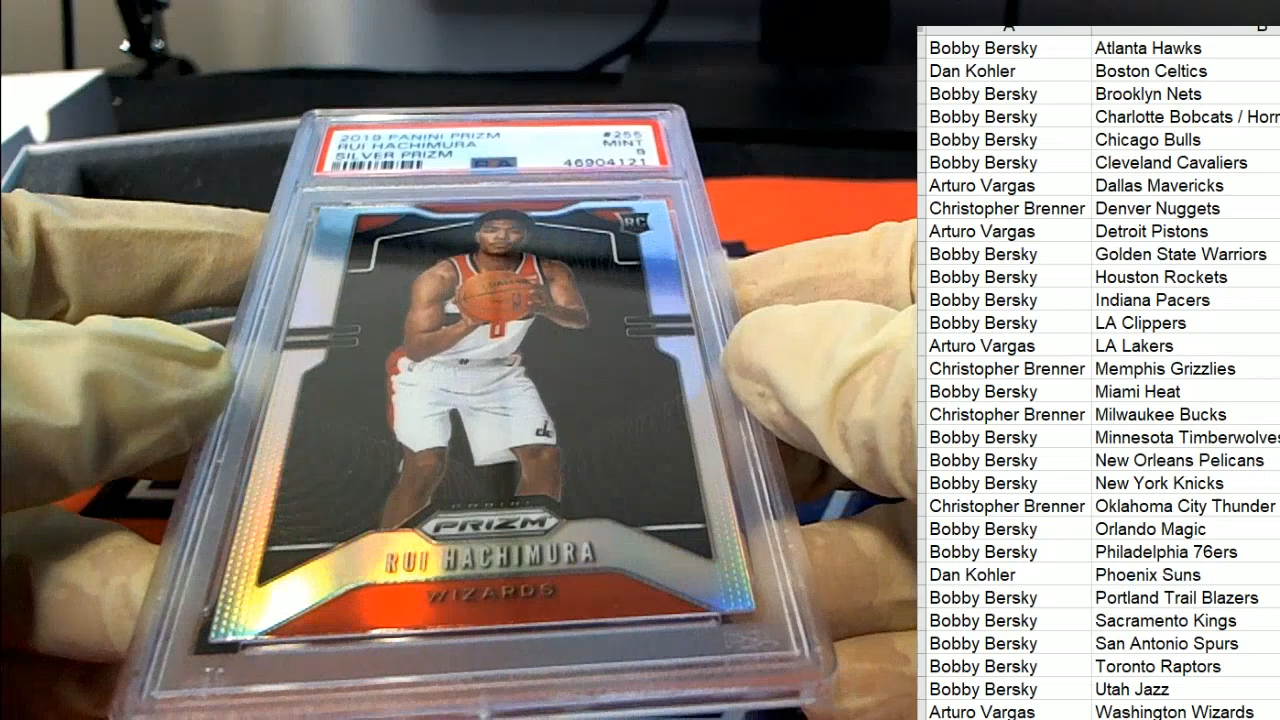 2019 PANINI PRIZM #255
RUI HACHIMURA MINT
SILVER PRIZM 9
PSA 46904121
RC
PANINI
PRIZM
RUI HACHIMURA
WIZARDS
A B
Bobby Bersky Atlanta Hawks
Dan Kohler Boston Celtics
Bobby Bersky Brooklyn Nets
Bobby Bersky Charlotte Bobcats / Horn
Bobby Bersky Chicago Bulls
Bobby Bersky Cleveland Cavaliers
Arturo Vargas Dallas Mavericks
Christopher Brenner Denver Nuggets
Arturo Vargas Detroit Pistons
Bobby Bersky Golden State Warriors
Bobby Bersky Houston Rockets
Bobby Bersky Indiana Pacers
Bobby Bersky LA Clippers
Arturo Vargas LA Lakers
Christopher Brenner Memphis Grizzlies
Bobby Bersky Miami Heat
Christopher Brenner Milwaukee Bucks
Bobby Bersky Minnesota Timberwolves
Bobby Bersky New Orleans Pelicans
Bobby Bersky New York Knicks
Christopher Brenner Oklahoma City Thunder
Bobby Bersky Orlando Magic
Bobby Bersky Philadelphia 76ers
Dan Kohler Phoenix Suns
Bobby Bersky Portland Trail Blazers
Bobby Bersky Sacramento Kings
Bobby Bersky San Antonio Spurs
Bobby Bersky Toronto Raptors
Bobby Bersky Utah Jazz
Arturo Vargas Washington Wizards